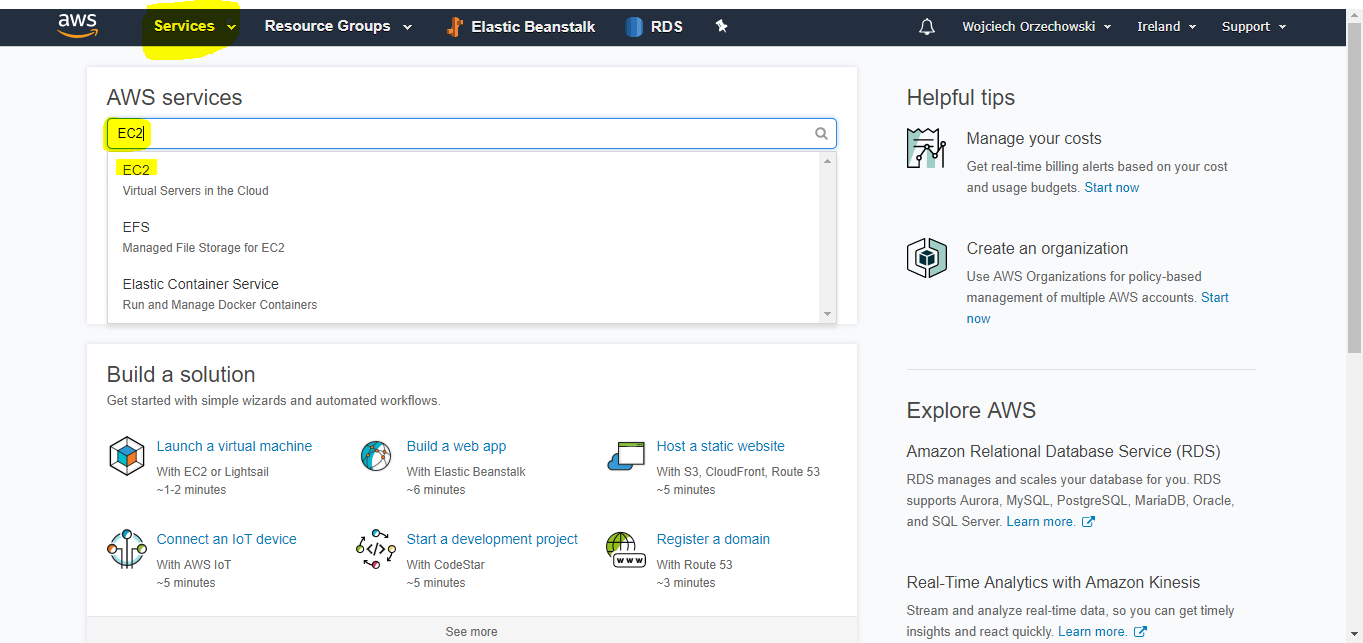 aws Services Resource Groups Elastic Beanstalk RDS Wojciech Orzechowski Ireland Support
AWS services
EC2
EC2
Virtual Servers in the Cloud
EFS
Managed File Storage for EC2
Elastic Container Service
Run and Manage Docker Containers
Build a solution
Get started with simple wizards and automated workflows.
Launch a virtual machine
With EC2 or Lightsail
~1-2 minutes
Build a web app
With Elastic Beanstalk
~6 minutes
Host a static website
With S3, CloudFront, Route 53
~5 minutes
Connect an IoT device
With AWS IoT
~5 minutes
Start a development project
With CodeStar
~5 minutes
www
Register a domain
With Route 53
~3 minutes
See more
Helpful tips
Manage your costs
Get real-time billing alerts based on your cost
and usage budgets. Start now
Create an organization
Use AWS Organizations for policy-based
management of multiple AWS accounts. Start
now
Explore AWS
Amazon Relational Database Service (RDS)
RDS manages and scales your database for you. RDS
supports Aurora, MySQL, PostgreSQL, MariaDB, Oracle,
and SQL Server. Learn more.
Real-Time Analytics with Amazon Kinesis
Stream and analyze real-time data, so you can get timely
insights and react quickly. Learn more.